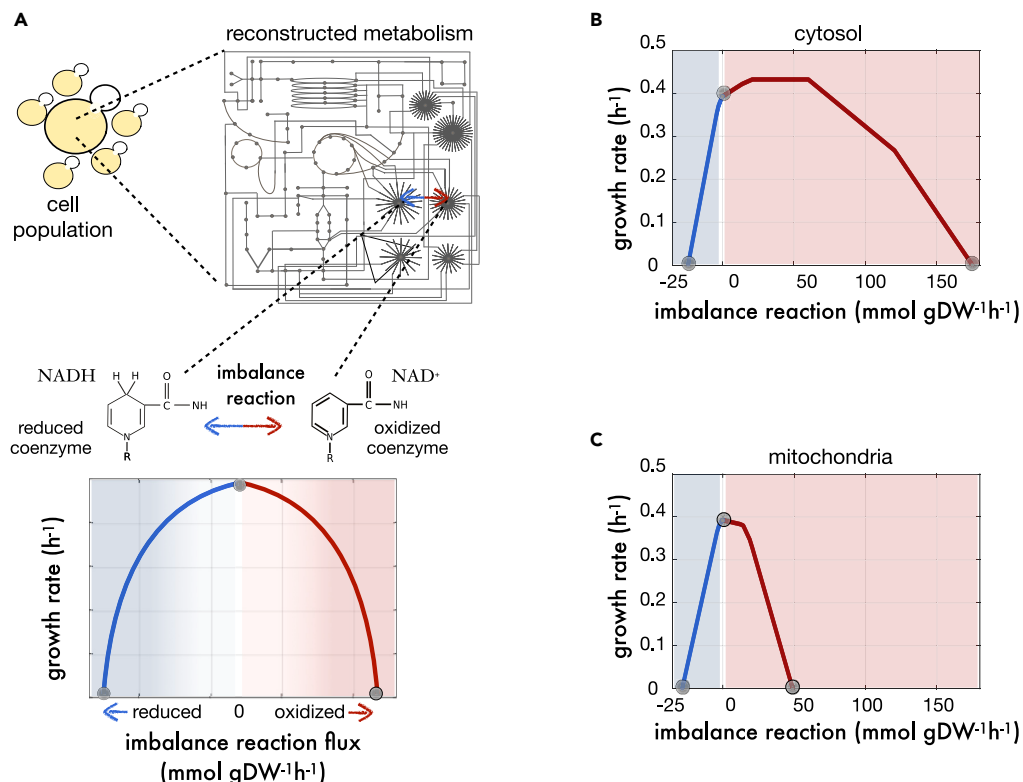 A
reconstructed metabolism
cell
population
NADH
H H
O
C
NH
N
R
reduced
coenzyme
imbalance
reaction
NAD⁺
O
C
NH
N
R
oxidized
coenzyme
growth rate (h⁻¹)
reduced 0 oxidized
imbalance reaction flux
(mmol gDW⁻¹h⁻¹)
B
cytosol
growth rate (h⁻¹)
0.5
0.4
0.3
0.2
0.1
0
-25 0 50 100 150
imbalance reaction (mmol gDW⁻¹h⁻¹)
C
mitochondria
growth rate (h⁻¹)
0.5
0.4
0.3
0.2
0.1
0
-25 0 50 100 150
imbalance reaction (mmol gDW⁻¹h⁻¹)